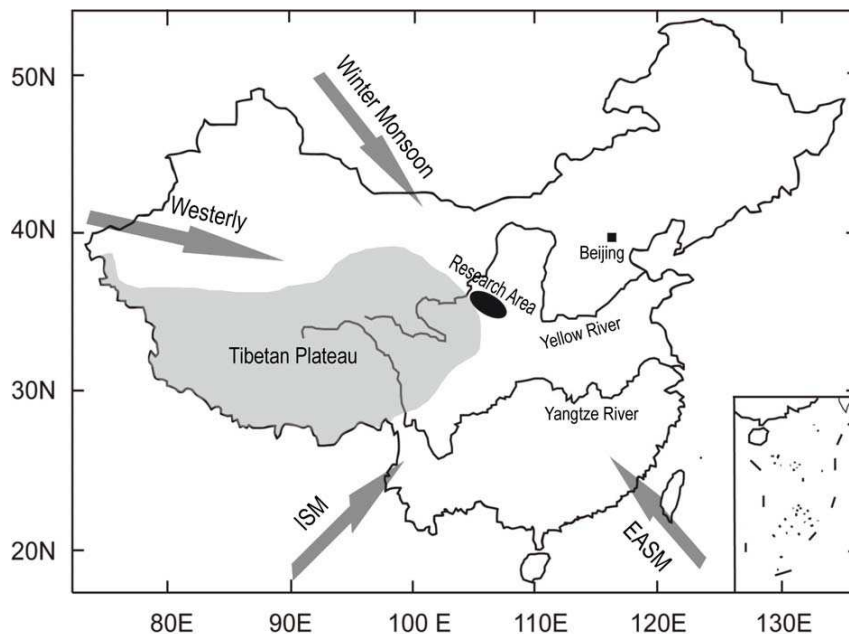 50N
40N
30N
20N
Winter Monsoon
Westerly
Beijing
Research Area
Yellow River
Tibetan Plateau
Yangtze River
ISM
EASM
80E
90E
100 E
110E
120E
130E